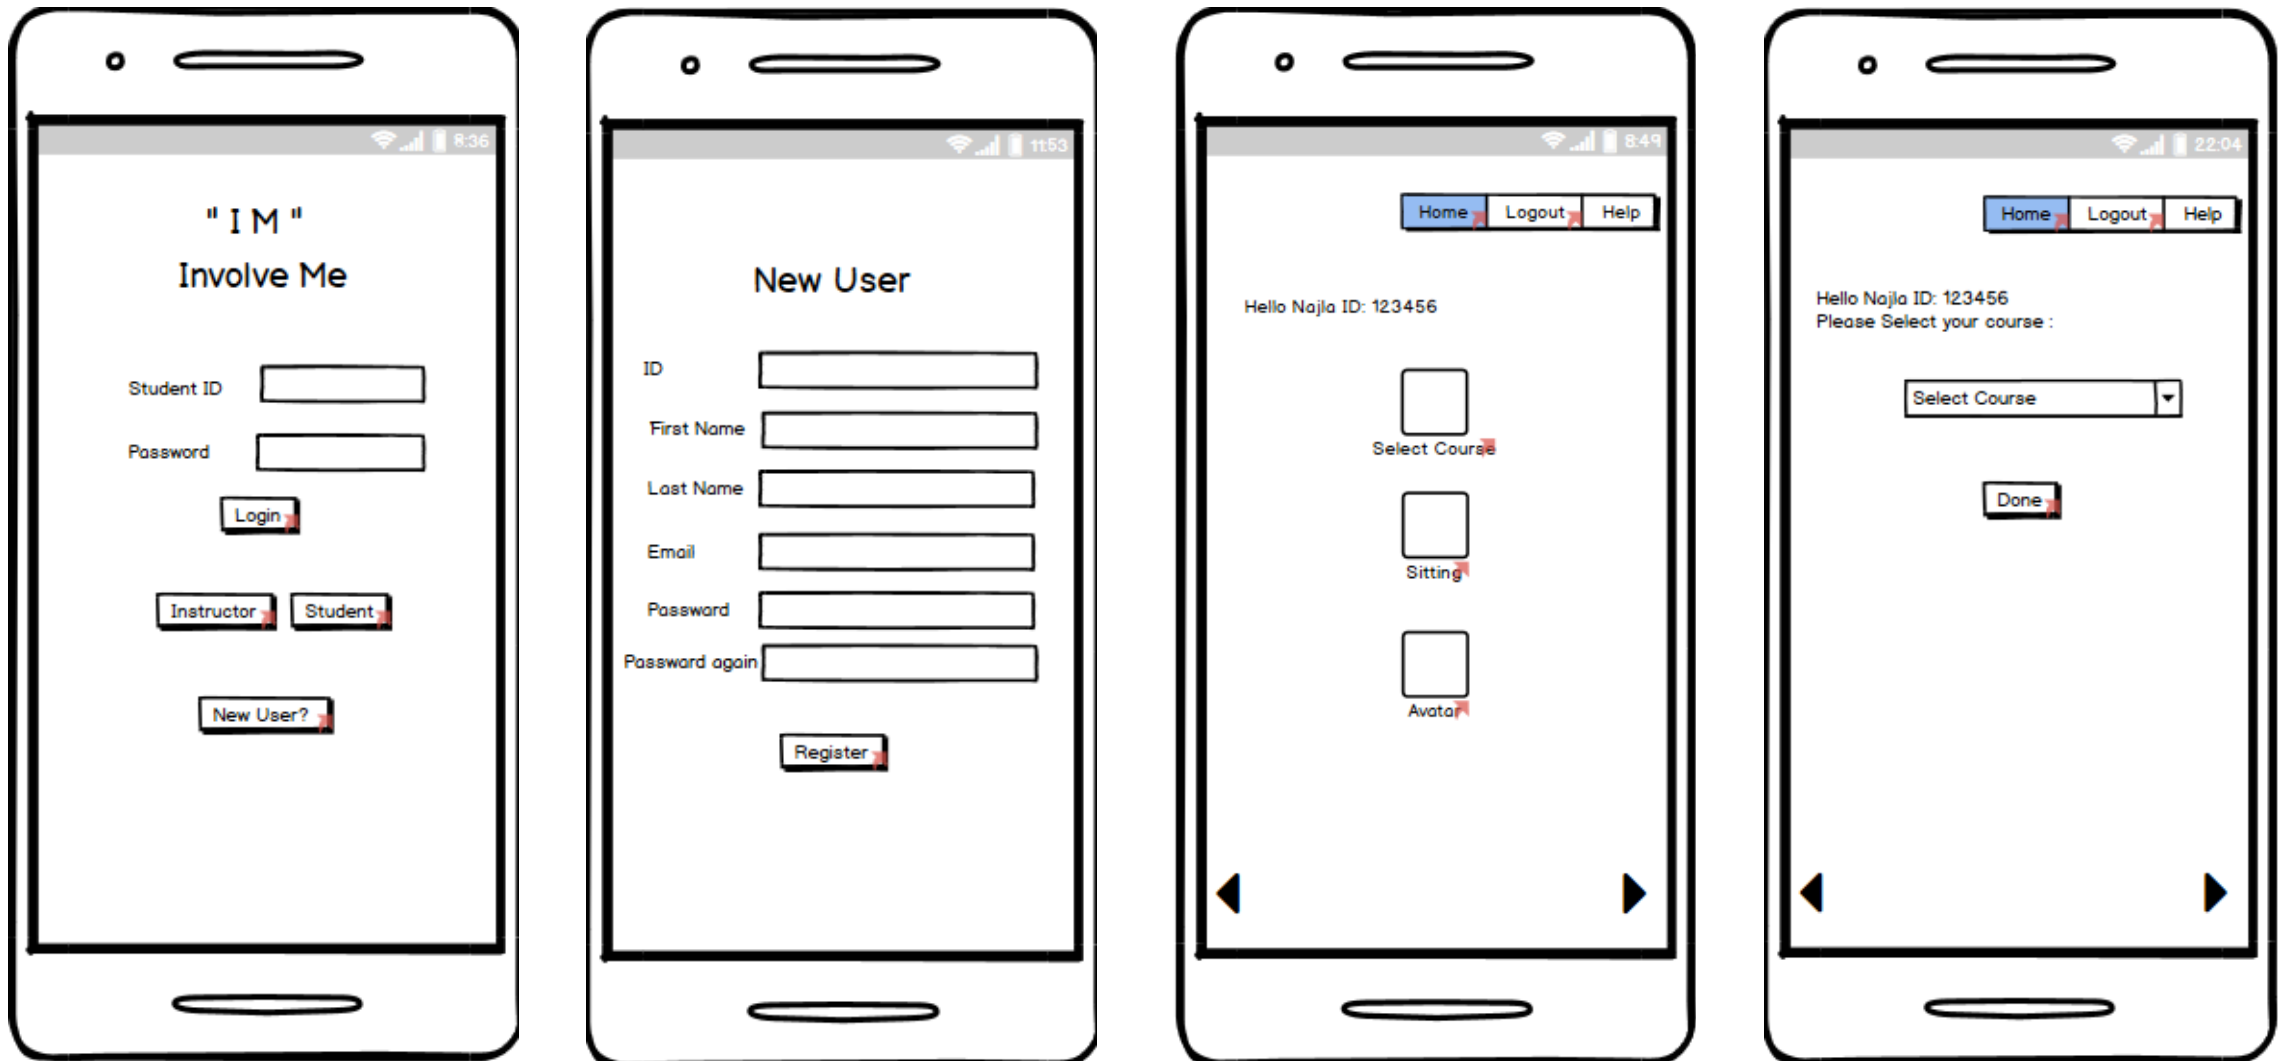 8:36
" I M "
Involve Me
Student ID
Password
Login
Instructor Student
New User?
11:53
New User
ID
First Name
Last Name
Email
Password
Password again
Register
8:49
Home Logout Help
Hello Najla ID: 123456
Select Course
Sitting
Avatar
22:04
Home Logout Help
Hello Najla ID: 123456
Please Select your course :
Select Course
Done